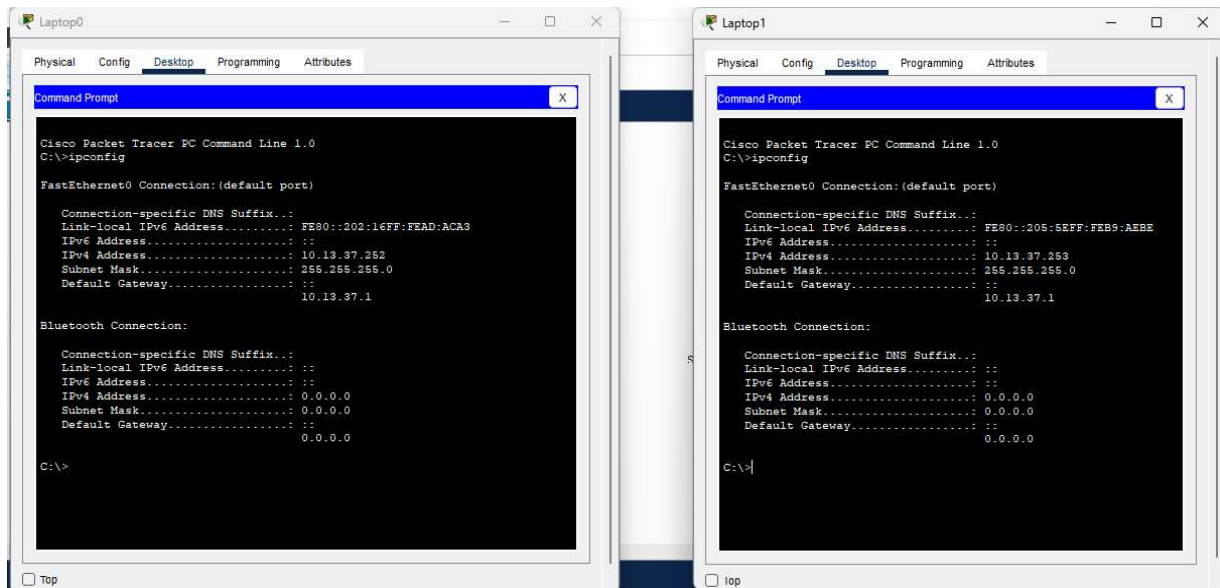 Laptop0
Physical Config Desktop Programming Attributes
Command Prompt X
Cisco Packet Tracer PC Command Line 1.0
C:\>ipconfig
FastEthernet0 Connection:(default port)
Connection-specific DNS Suffix..:
Link-local IPv6 Address.........: FE80::202:16FF:FEAD:ACA3
IPv6 Address....................: ::
IPv4 Address....................: 10.13.37.252
Subnet Mask.....................: 255.255.255.0
Default Gateway.................: ::
10.13.37.1
Bluetooth Connection:
Connection-specific DNS Suffix..:
Link-local IPv6 Address.........: ::
IPv6 Address....................: ::
IPv4 Address....................: 0.0.0.0
Subnet Mask.....................: 0.0.0.0
Default Gateway.................: ::
0.0.0.0
C:\>
Top
Laptop1
Physical Config Desktop Programming Attributes
Command Prompt X
Cisco Packet Tracer PC Command Line 1.0
C:\>ipconfig
FastEthernet0 Connection:(default port)
Connection-specific DNS Suffix..:
Link-local IPv6 Address.........: FE80::205:5EFF:FEB9:AEBE
IPv6 Address....................: ::
IPv4 Address....................: 10.13.37.253
Subnet Mask.....................: 255.255.255.0
Default Gateway.................: ::
10.13.37.1
Bluetooth Connection:
Connection-specific DNS Suffix..:
Link-local IPv6 Address.........: ::
IPv6 Address....................: ::
IPv4 Address....................: 0.0.0.0
Subnet Mask.....................: 0.0.0.0
Default Gateway.................: ::
0.0.0.0
C:\>
Top